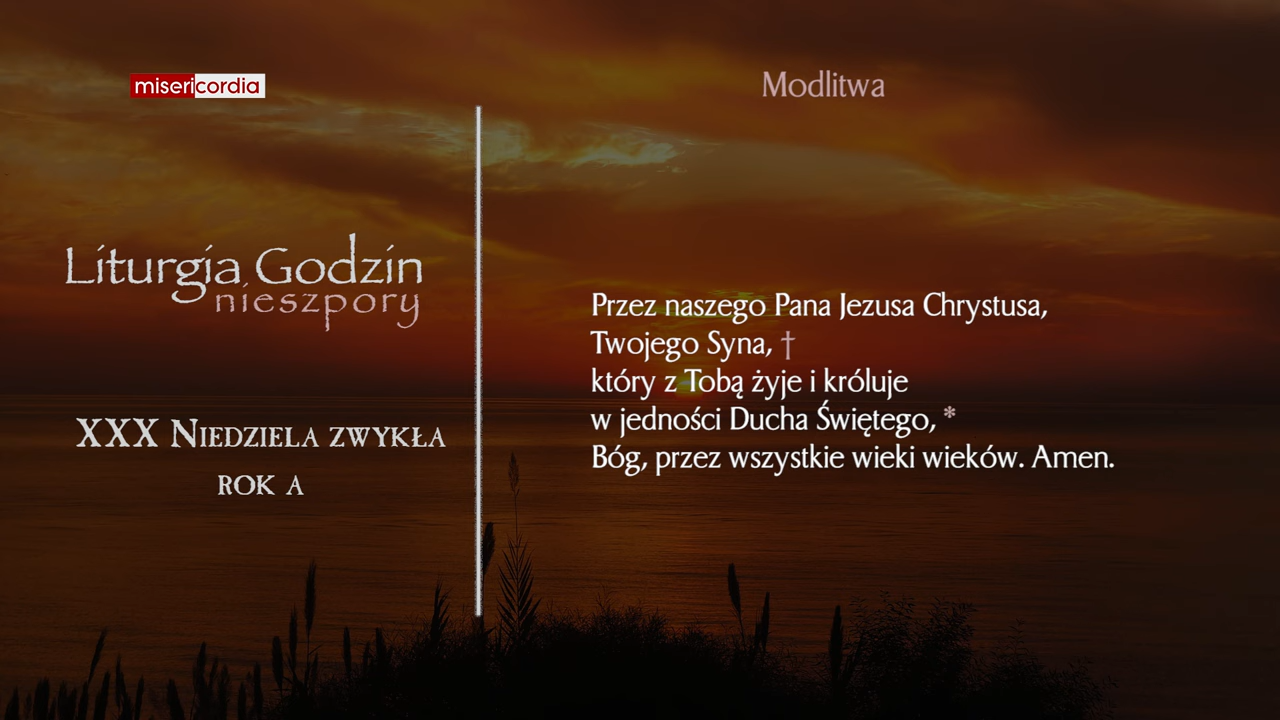 misericordia
Modlitwa
Liturgia Godzin
nieszpory
XXX Niedziela zwykła
rok A
Przez naszego Pana Jezusa Chrystusa,
Twojego Syna, †
który z Tobą żyje i króluje
w jedności Ducha Świętego, *
Bóg, przez wszystkie wieki wieków. Amen.